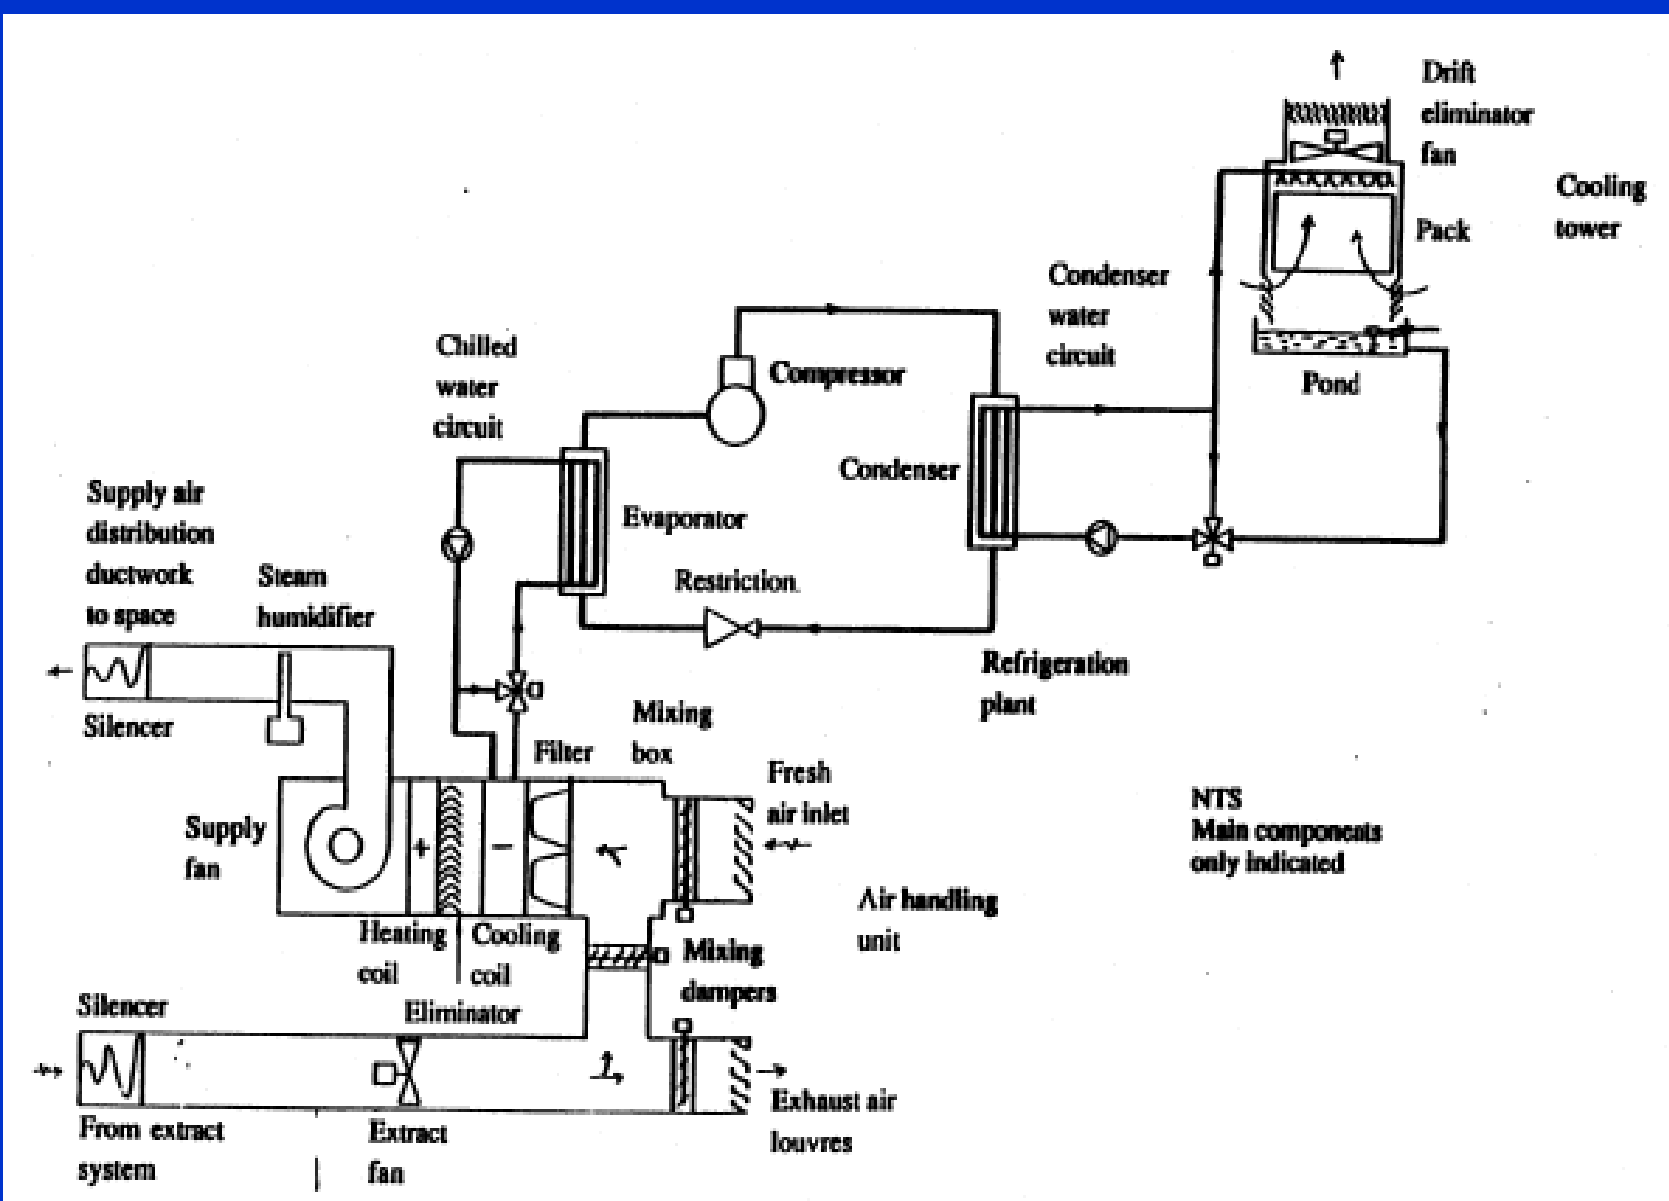 Drift
eliminator
fan
Cooling
tower
Pack
Condenser
water
circuit
Pond
Chilled
water
circuit
Compressor
Condenser
Evaporator
Supply air
distribution
ductwork
to space
Steam
humidifier
Restriction
Refrigeration
plant
Silencer
Mixing
box
Filter
Fresh
air inlet
NTS
Main components
only indicated
Supply
fan
+
−
Air handling
unit
Heating
coil
Cooling
coil
Mixing
dampers
Silencer
Eliminator
Exhaust air
louvres
From extract
system
Extract
fan